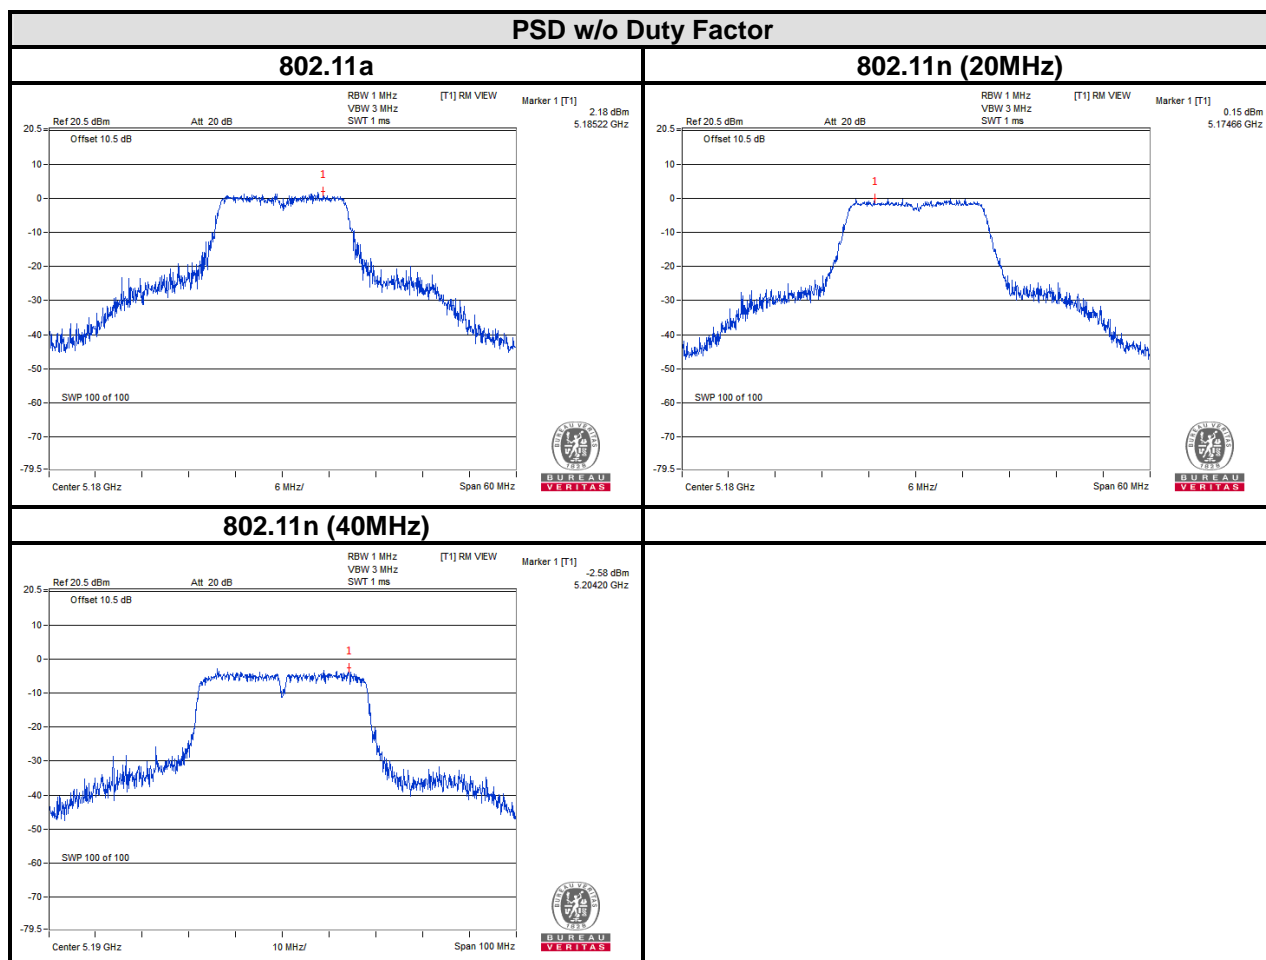 PSD w/o Duty Factor
802.11a
802.11n (20MHz)
RBW 1 MHz
[T1] RM VIEW
Marker 1 [T1]
VBW 3 MHz
2.18 dBm
Ref 20.5 dBm
Att 20 dB
SWT 1 ms
5.18522 GHz
20.5
Offset 10.5 dB
10
1
0
-10
-20
-30
-40
-50
SWP 100 of 100
-60
-70
-79.5
Center 5.18 GHz
6 MHz/
Span 60 MHz
BUREAU VERITAS
1828
BUREAU
VERITAS
RBW 1 MHz
[T1] RM VIEW
Marker 1 [T1]
VBW 3 MHz
0.15 dBm
Ref 20.5 dBm
Att 20 dB
SWT 1 ms
5.17466 GHz
20.5
Offset 10.5 dB
10
1
0
-10
-20
-30
-40
-50
SWP 100 of 100
-60
-70
-79.5
Center 5.18 GHz
6 MHz/
Span 60 MHz
BUREAU VERITAS
1828
BUREAU
VERITAS
802.11n (40MHz)
RBW 1 MHz
[T1] RM VIEW
Marker 1 [T1]
VBW 3 MHz
-2.58 dBm
Ref 20.5 dBm
Att 20 dB
SWT 1 ms
5.20420 GHz
20.5
Offset 10.5 dB
10
1
0
-10
-20
-30
-40
-50
SWP 100 of 100
-60
-70
-79.5
Center 5.19 GHz
10 MHz/
Span 100 MHz
BUREAU VERITAS
1828
BUREAU
VERITAS